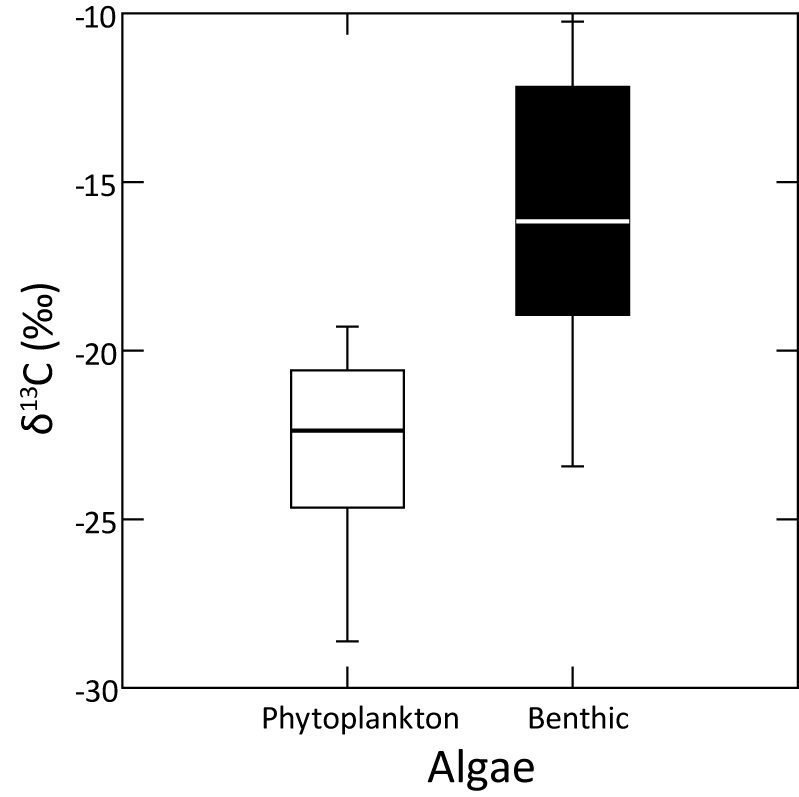 -10
-15
-20
-25
-30
δ¹³C (‰)
Phytoplankton Benthic
Algae